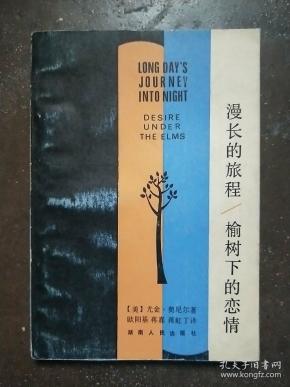 LONG DAY'S
JOURNEY
INTO NIGHT
DESIRE
UNDER
THE ELMS
漫长的旅程／榆树下的恋情
【美】尤金·奥尼尔著
欧阳基 蒋嘉 蒋虹丁译
湖南人民出版社
孔夫子旧书网